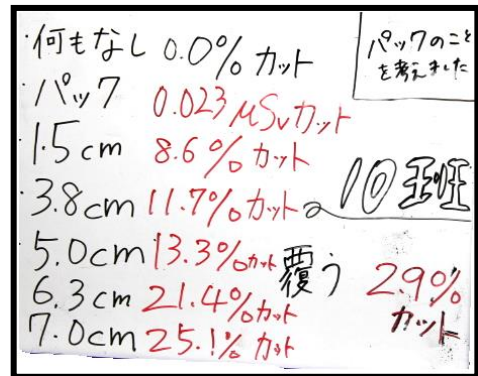 ・何もなし 0.0% カット
・パック 0.023μSvカット
・1.5cm 8.6%カット
・3.8cm 11.7%カット
5.0cm 13.3%カット
6.3cm 21.4%カット
7.0cm 25.1%カット
パックのこと
を考えました
10班
覆う 2.9%
カット